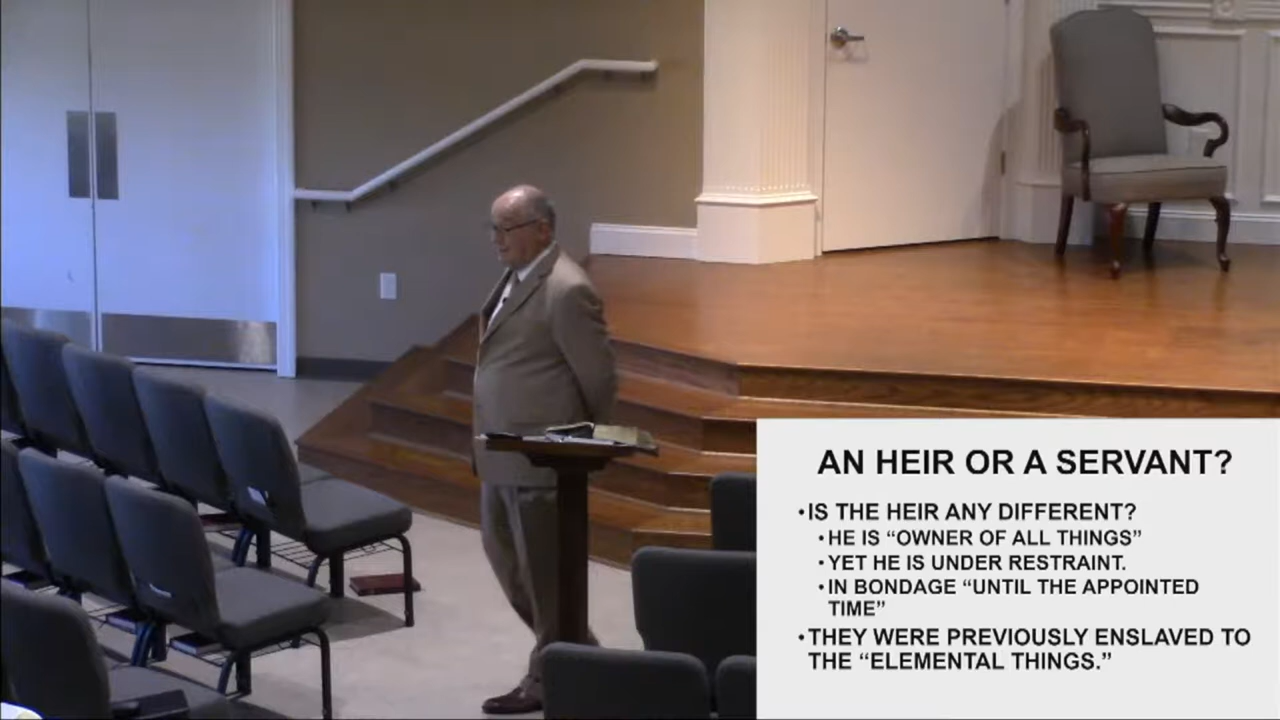 AN HEIR OR A SERVANT?
•IS THE HEIR ANY DIFFERENT?
•HE IS “OWNER OF ALL THINGS”
•YET HE IS UNDER RESTRAINT.
•IN BONDAGE “UNTIL THE APPOINTED
TIME”
•THEY WERE PREVIOUSLY ENSLAVED TO
THE “ELEMENTAL THINGS.”